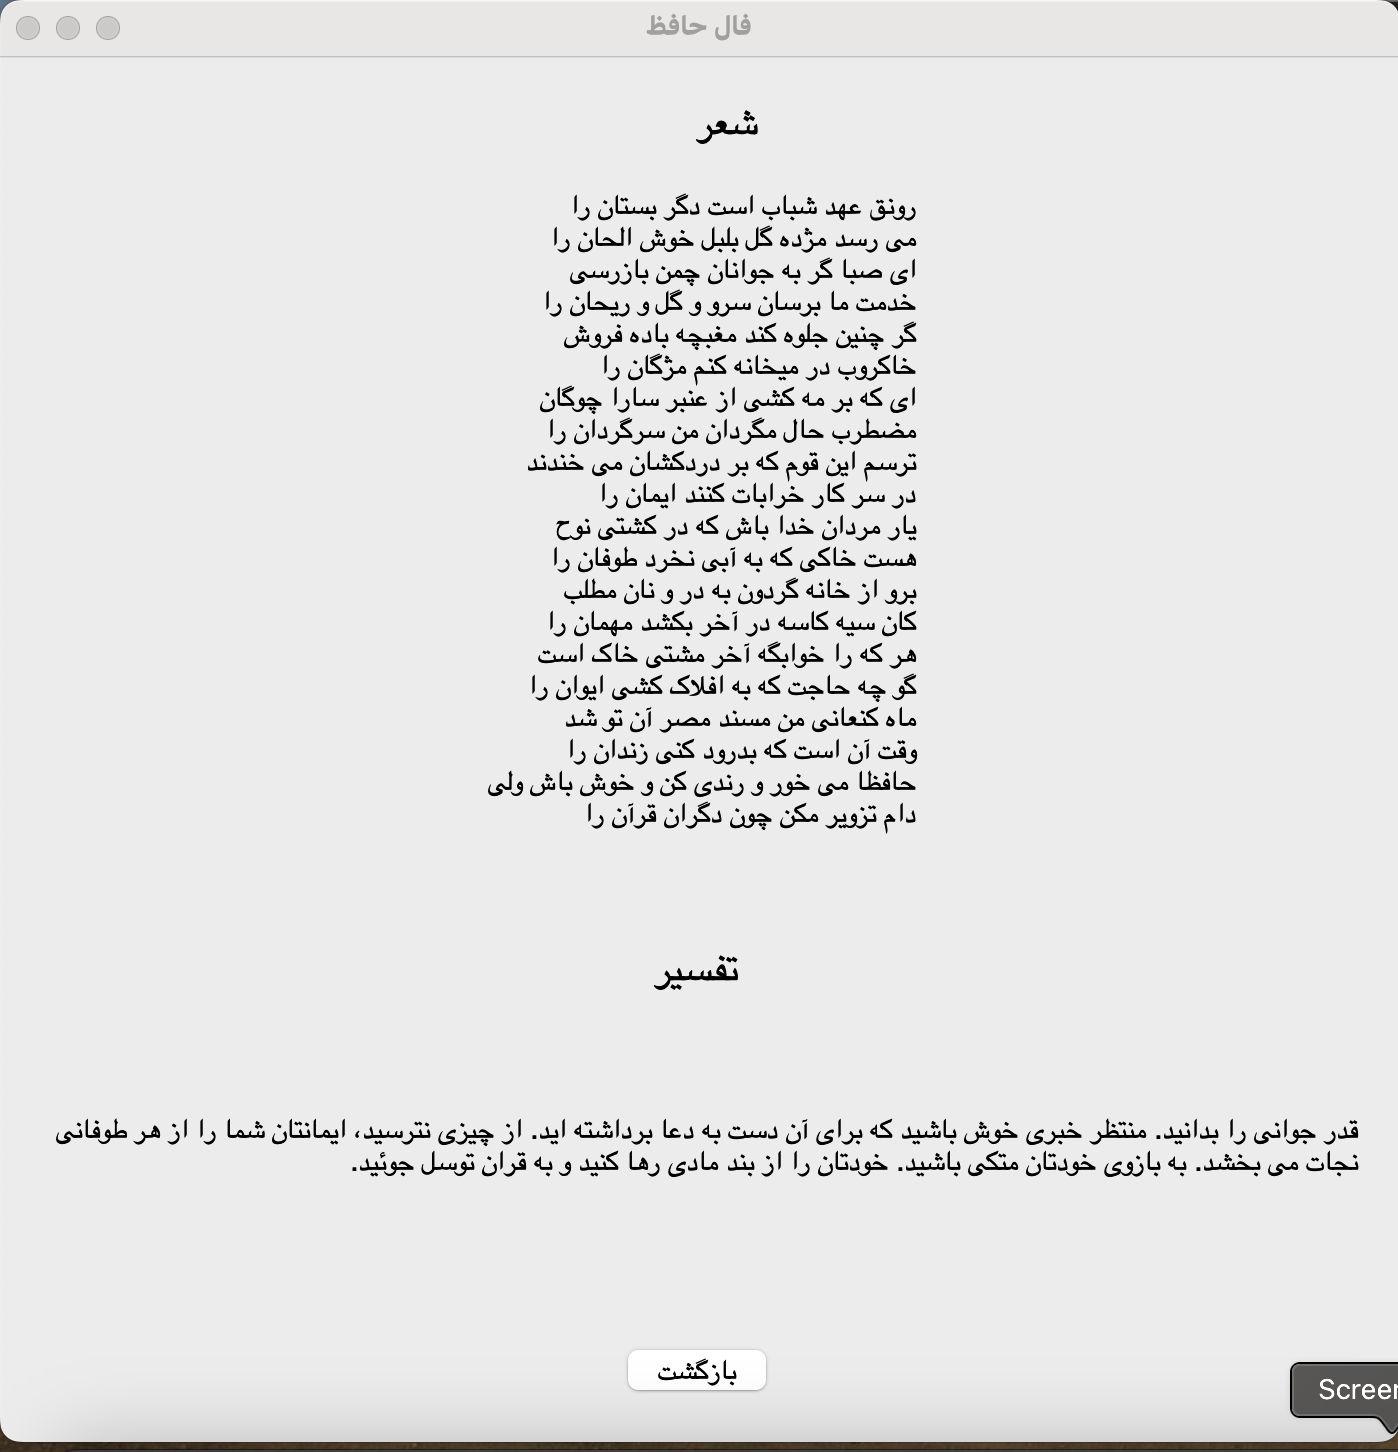 فال حافظ
شعر
رونق عهد شباب است دگر بستان را
می رسد مژده گل بلبل خوش الحان را
ای صبا گر به جوانان چمن بازرسی
خدمت ما برسان سرو و گل و ریحان را
گر چنین جلوه کند مغبچه باده فروش
خاکروب در میخانه کنم مژگان را
ای که بر مه کشی از عنبر سارا چوگان
مضطرب حال مگردان من سرگردان را
ترسم این قوم که بر دردکشان می خندند
در سر کار خرابات کنند ایمان را
یار مردان خدا باش که در کشتی نوح
هست خاکی که به آبی نخرد طوفان را
برو از خانه گردون به در و نان مطلب
کان سیه کاسه در آخر بکشد مهمان را
هر که را خوابگه آخر مشتی خاک است
گو چه حاجت که به افلاک کشی ایوان را
ماه کنعانی من مسند مصر آن تو شد
وقت آن است که بدرود کنی زندان را
حافظا می خور و رندی کن و خوش باش ولی
دام تزویر مکن چون دگران قرآن را
تفسیر
قدر جوانی را بدانید. منتظر خبری خوش باشید که برای آن دست به دعا برداشته اید. از چیزی نترسید، ایمانتان شما را از هر طوفانی
نجات می بخشد. به بازوی خودتان متکی باشید. خودتان را از بند مادی رها کنید و به قران توسل جوئید.
بازگشت